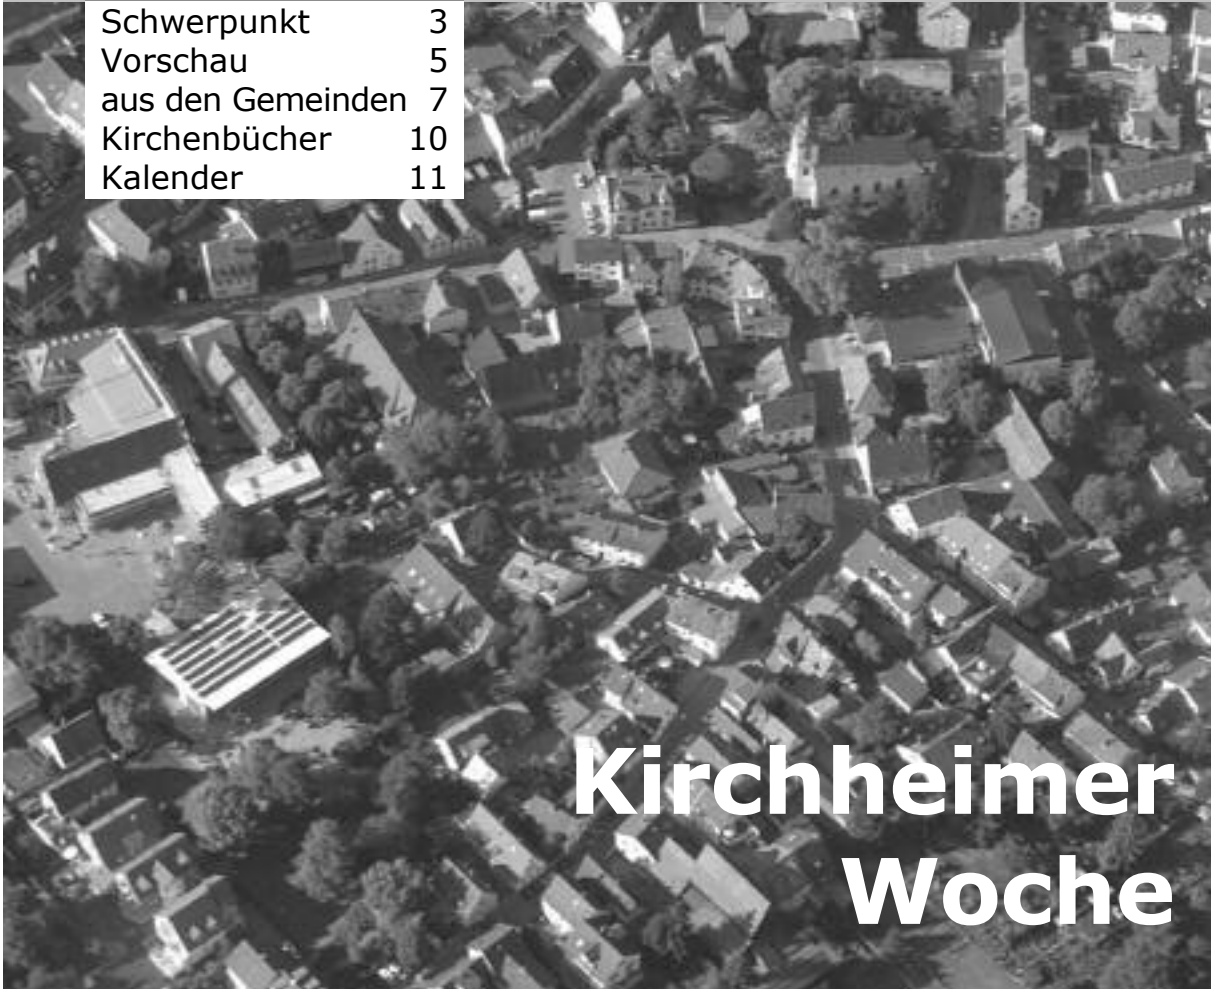 Schwerpunkt 3
Vorschau 5
aus den Gemeinden 7
Kirchenbücher 10
Kalender 11
Kirchheimer
Woche